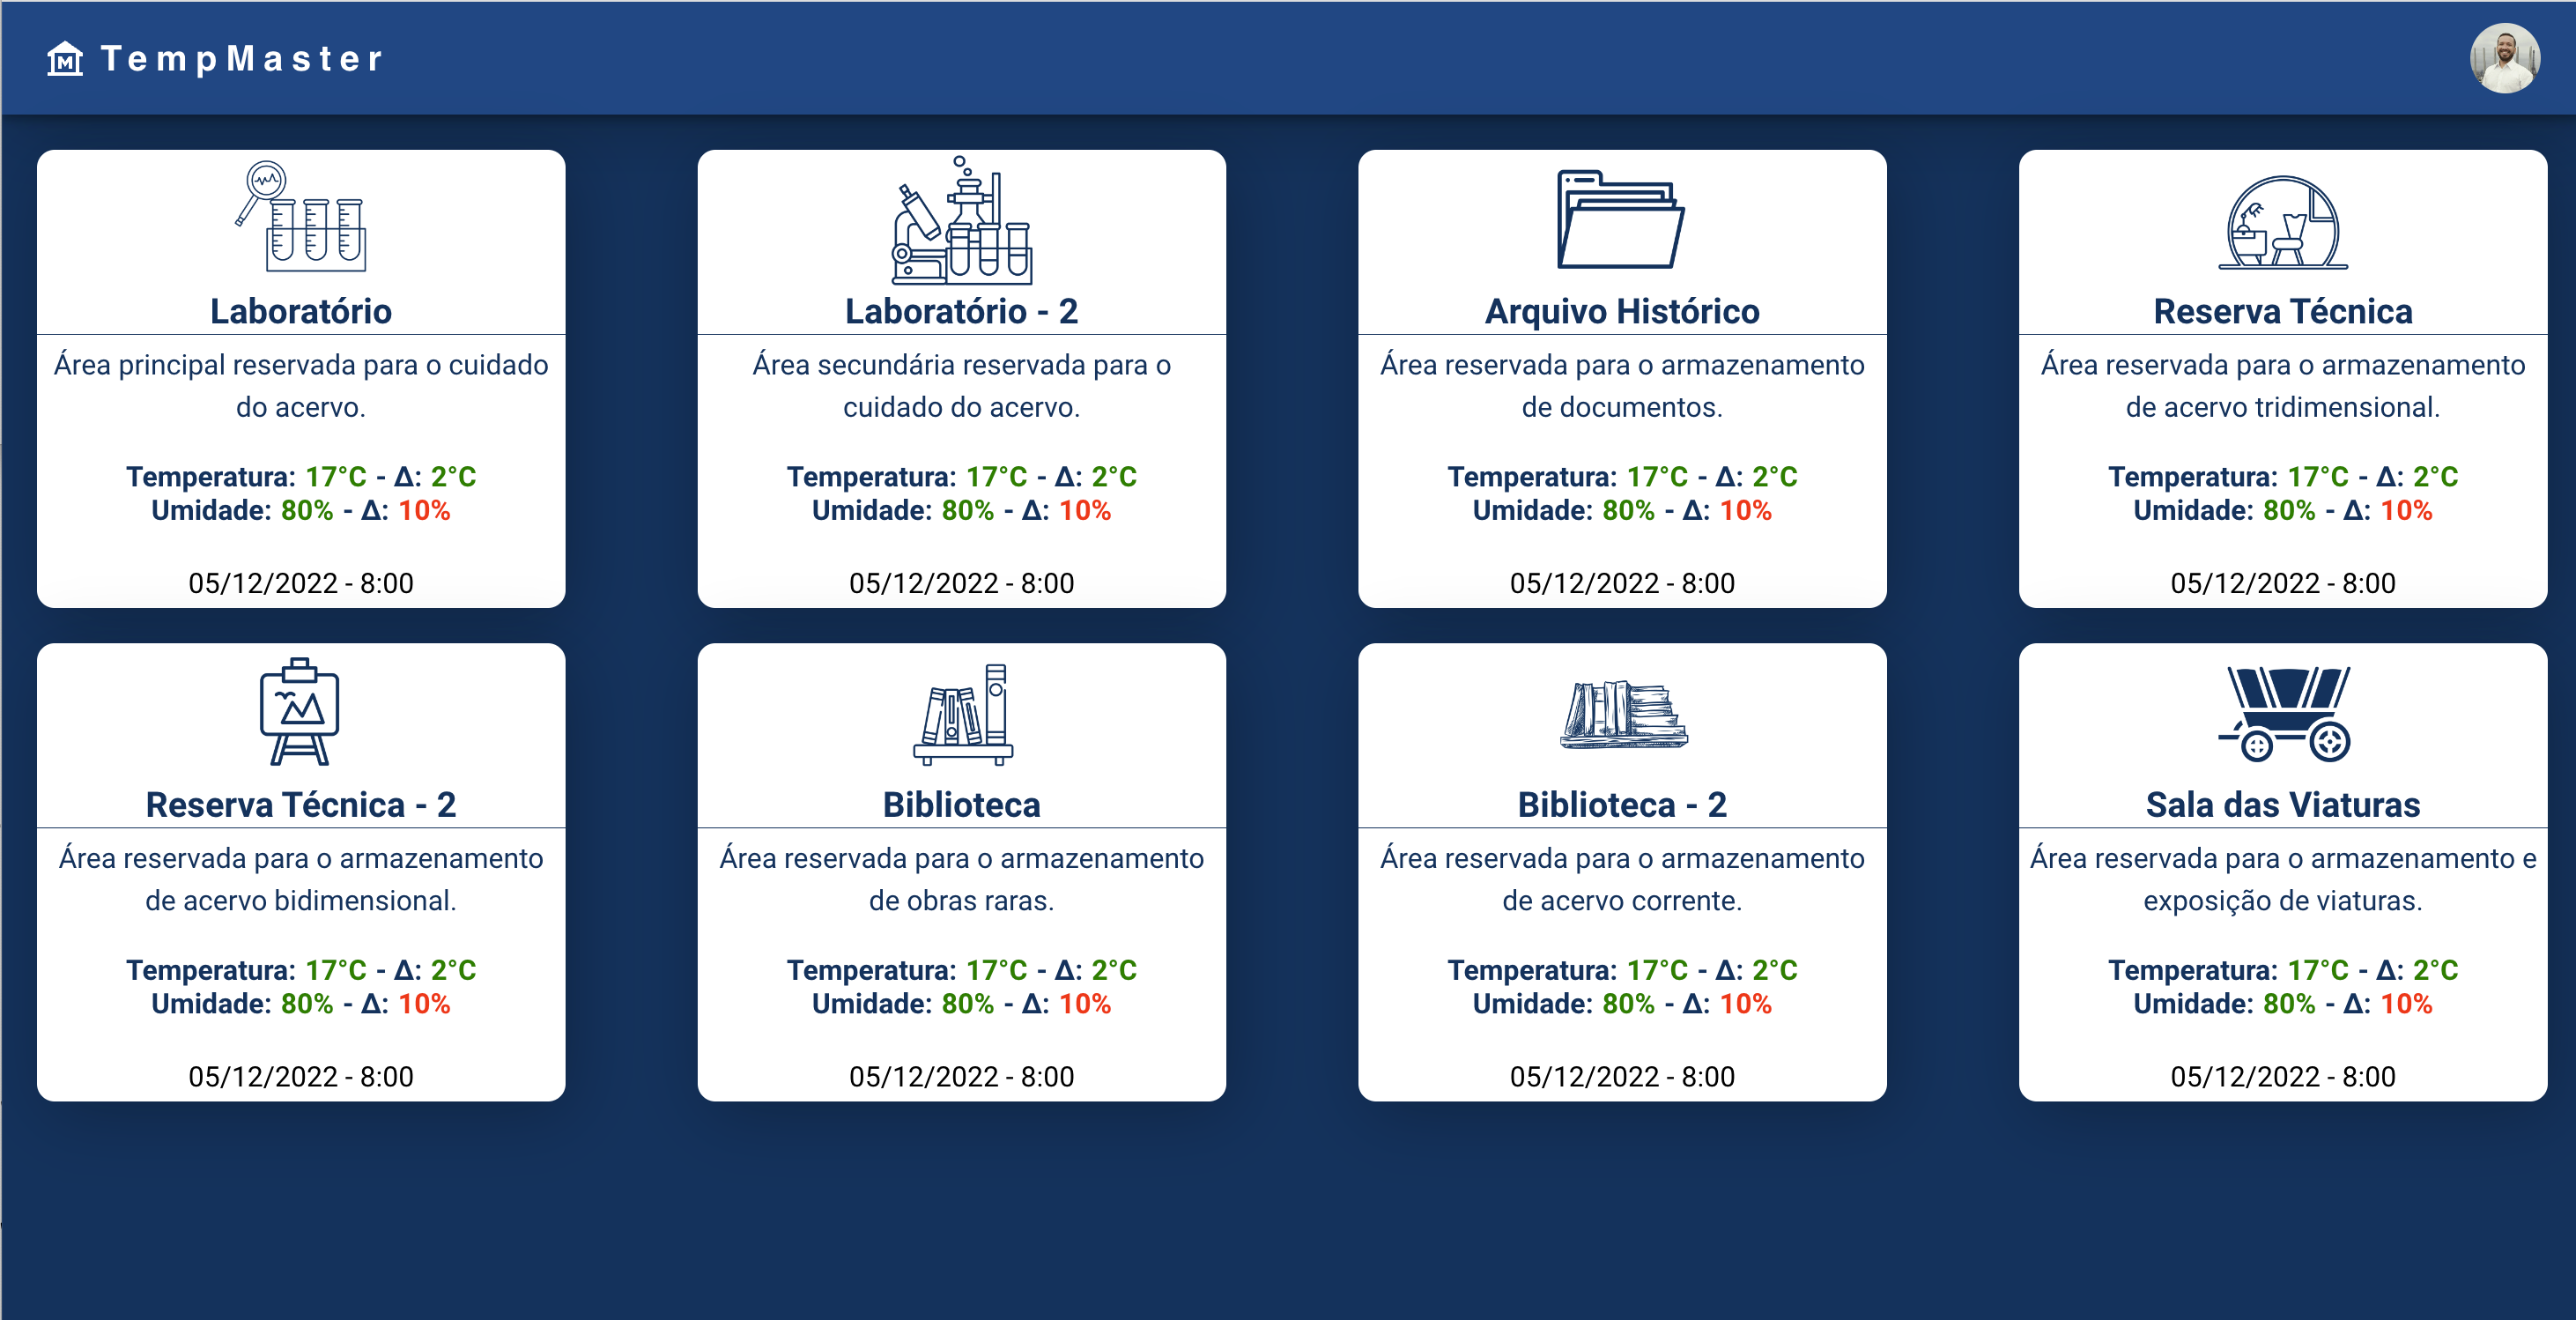 TempMaster
Laboratório
Área principal reservada para o cuidado
do acervo.
Temperatura: 17°C - Δ: 2°C
Umidade: 80% - Δ: 10%
05/12/2022 - 8:00
Laboratório - 2
Área secundária reservada para o
cuidado do acervo.
Temperatura: 17°C - Δ: 2°C
Umidade: 80% - Δ: 10%
05/12/2022 - 8:00
Arquivo Histórico
Área reservada para o armazenamento
de documentos.
Temperatura: 17°C - Δ: 2°C
Umidade: 80% - Δ: 10%
05/12/2022 - 8:00
Reserva Técnica
Área reservada para o armazenamento
de acervo tridimensional.
Temperatura: 17°C - Δ: 2°C
Umidade: 80% - Δ: 10%
05/12/2022 - 8:00
Reserva Técnica - 2
Área reservada para o armazenamento
de acervo bidimensional.
Temperatura: 17°C - Δ: 2°C
Umidade: 80% - Δ: 10%
05/12/2022 - 8:00
Biblioteca
Área reservada para o armazenamento
de obras raras.
Temperatura: 17°C - Δ: 2°C
Umidade: 80% - Δ: 10%
05/12/2022 - 8:00
Biblioteca - 2
Área reservada para o armazenamento
de acervo corrente.
Temperatura: 17°C - Δ: 2°C
Umidade: 80% - Δ: 10%
05/12/2022 - 8:00
Sala das Viaturas
Área reservada para o armazenamento e
exposição de viaturas.
Temperatura: 17°C - Δ: 2°C
Umidade: 80% - Δ: 10%
05/12/2022 - 8:00